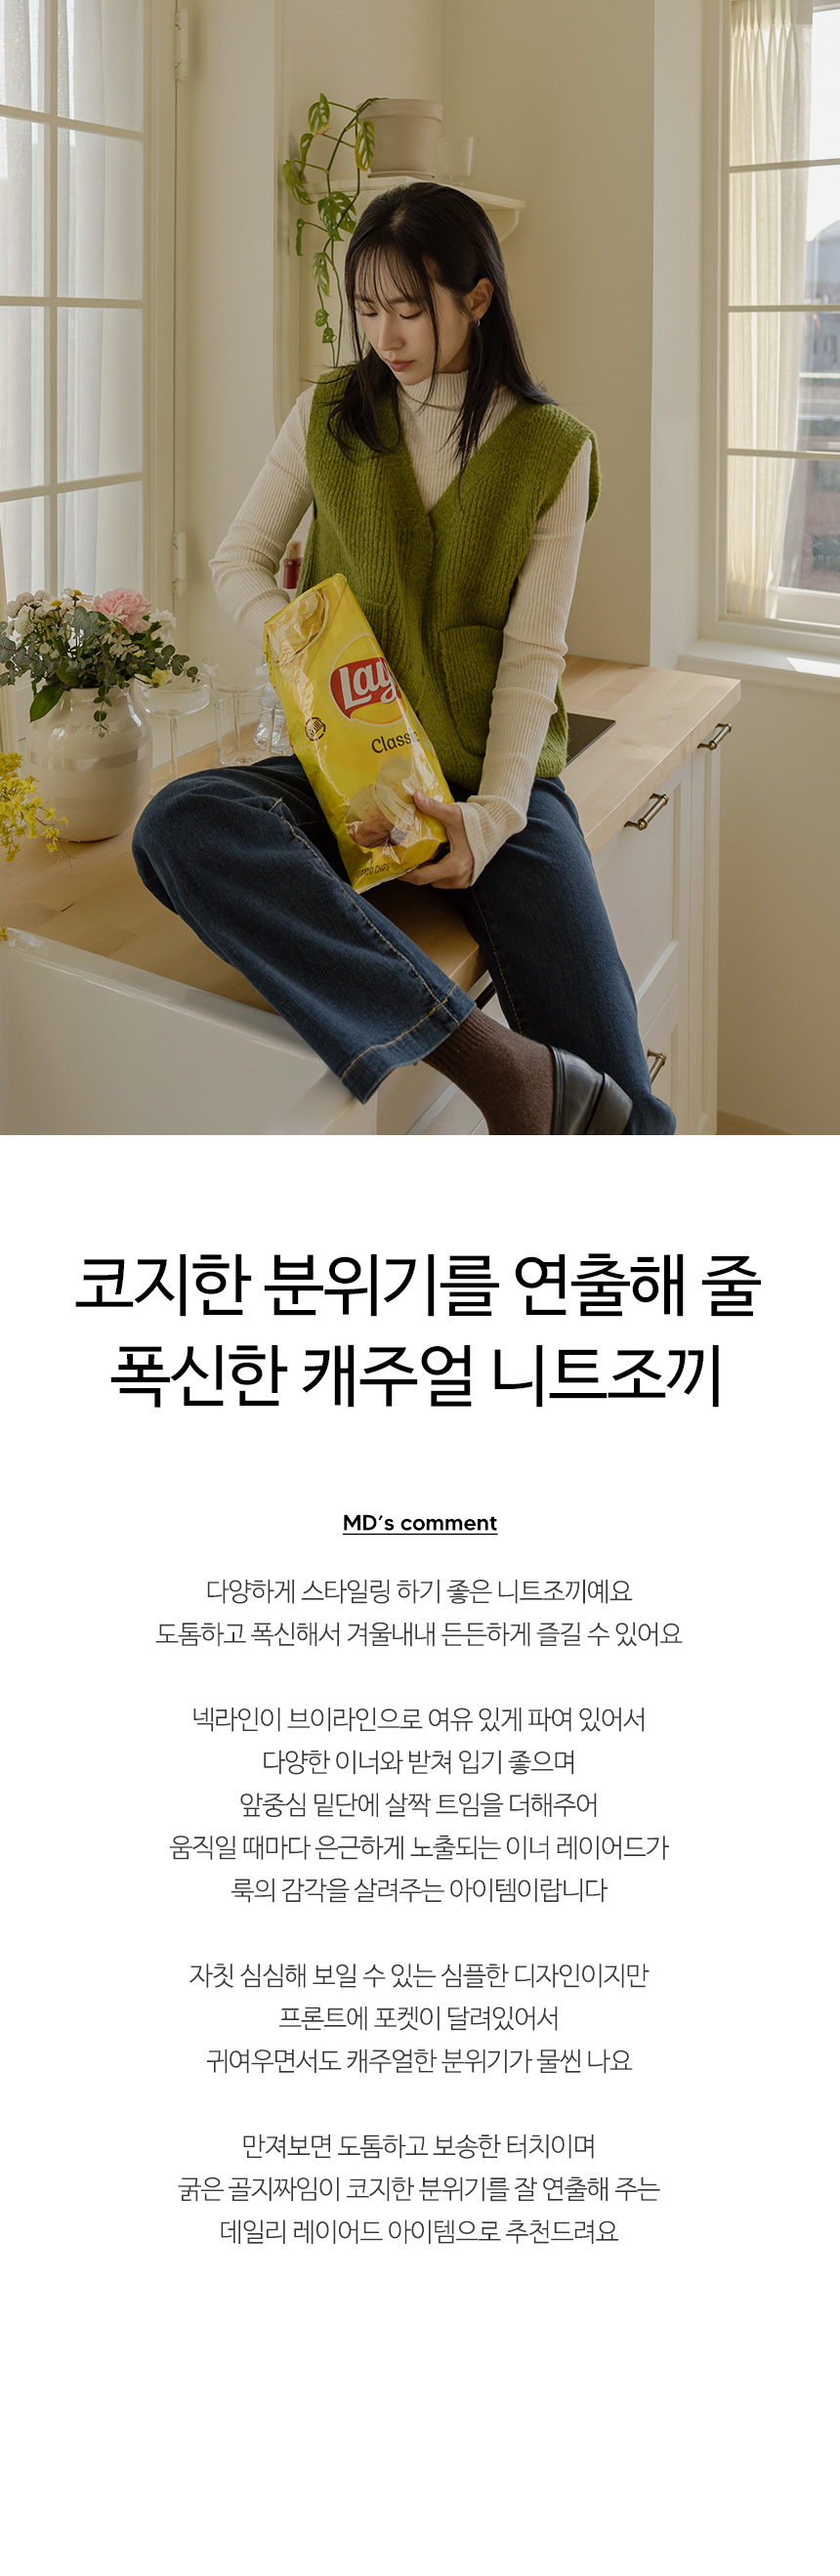 Lay's
Classic
POTATO CHIPS
코지한 분위기를 연출해 줄
폭신한 캐주얼 니트조끼
MD's comment
다양하게 스타일링 하기 좋은 니트조끼예요
도톰하고 폭신해서 겨울내내 든든하게 즐길 수 있어요
넥라인이 브이라인으로 여유 있게 파여 있어서
다양한 이너와 받쳐 입기 좋으며
앞중심 밑단에 살짝 트임을 더해주어
움직일 때마다 은근하게 노출되는 이너 레이어드가
룩의 감각을 살려주는 아이템이랍니다
자칫 심심해 보일 수 있는 심플한 디자인이지만
프론트에 포켓이 달려있어서
귀여우면서도 캐주얼한 분위기가 물씬 나요
만져보면 도톰하고 보송한 터치이며
굵은 골지짜임이 코지한 분위기를 잘 연출해 주는
데일리 레이어드 아이템으로 추천드려요